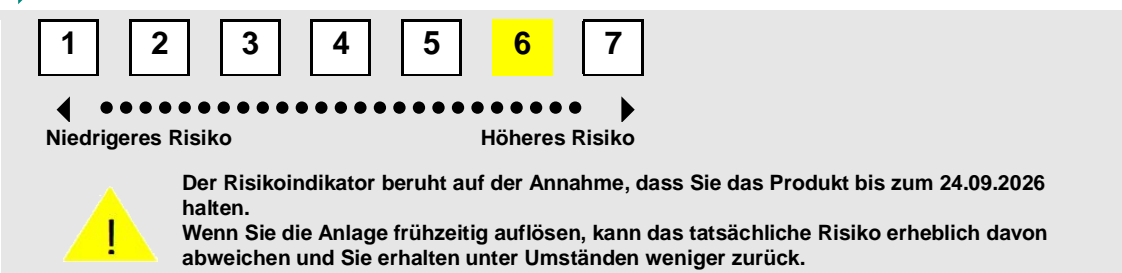 1 2 3 4 5 6 7
Niedrigeres Risiko Höheres Risiko
Der Risikoindikator beruht auf der Annahme, dass Sie das Produkt bis zum 24.09.2026
halten.
!
Wenn Sie die Anlage frühzeitig auflösen, kann das tatsächliche Risiko erheblich davon
abweichen und Sie erhalten unter Umständen weniger zurück.